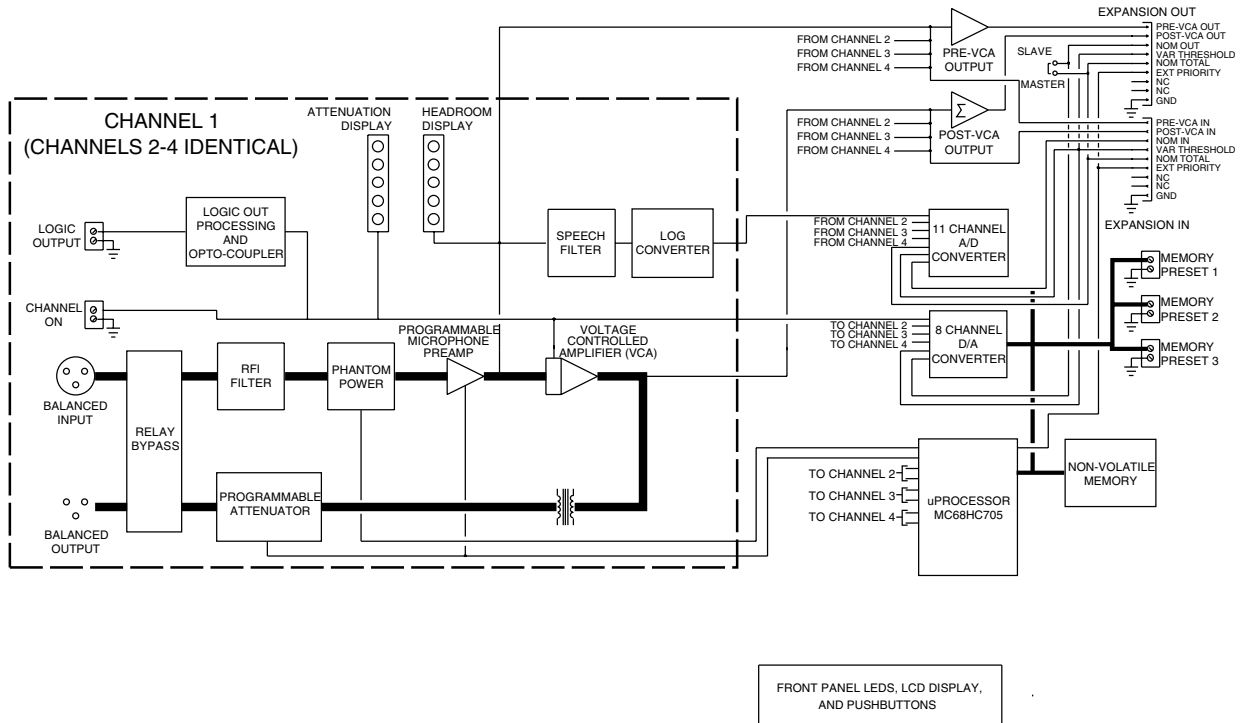 EXPANSION OUT
PRE-VCA OUT
POST-VCA OUT
NOM OUT
VAR THRESHOLD
NOM TOTAL
EXT PRIORITY
NC
NC
GND
SLAVE
MASTER
FROM CHANNEL 2
FROM CHANNEL 3
FROM CHANNEL 4
PRE-VCA
OUTPUT
Σ
FROM CHANNEL 2
FROM CHANNEL 3
FROM CHANNEL 4
POST-VCA
OUTPUT
PRE-VCA IN
POST-VCA IN
NOM IN
VAR THRESHOLD
NOM TOTAL
EXT PRIORITY
NC
NC
GND
EXPANSION IN
CHANNEL 1
(CHANNELS 2-4 IDENTICAL)
ATTENUATION
DISPLAY
HEADROOM
DISPLAY
LOGIC
OUTPUT
LOGIC OUT
PROCESSING
AND
OPTO-COUPLER
SPEECH
FILTER
LOG
CONVERTER
FROM CHANNEL 2
FROM CHANNEL 3
FROM CHANNEL 4
11 CHANNEL
A/D
CONVERTER
MEMORY
PRESET 1
MEMORY
PRESET 2
MEMORY
PRESET 3
CHANNEL
ON
TO CHANNEL 2
TO CHANNEL 3
TO CHANNEL 4
8 CHANNEL
D/A
CONVERTER
PROGRAMMABLE
MICROPHONE
PREAMP
VOLTAGE
CONTROLLED
AMPLIFIER (VCA)
BALANCED
INPUT
RELAY
BYPASS
RFI
FILTER
PHANTOM
POWER
BALANCED
OUTPUT
PROGRAMMABLE
ATTENUATOR
TO CHANNEL 2
TO CHANNEL 3
TO CHANNEL 4
uPROCESSOR
MC68HC705
NON-VOLATILE
MEMORY
FRONT PANEL LEDS, LCD DISPLAY,
AND PUSHBUTTONS